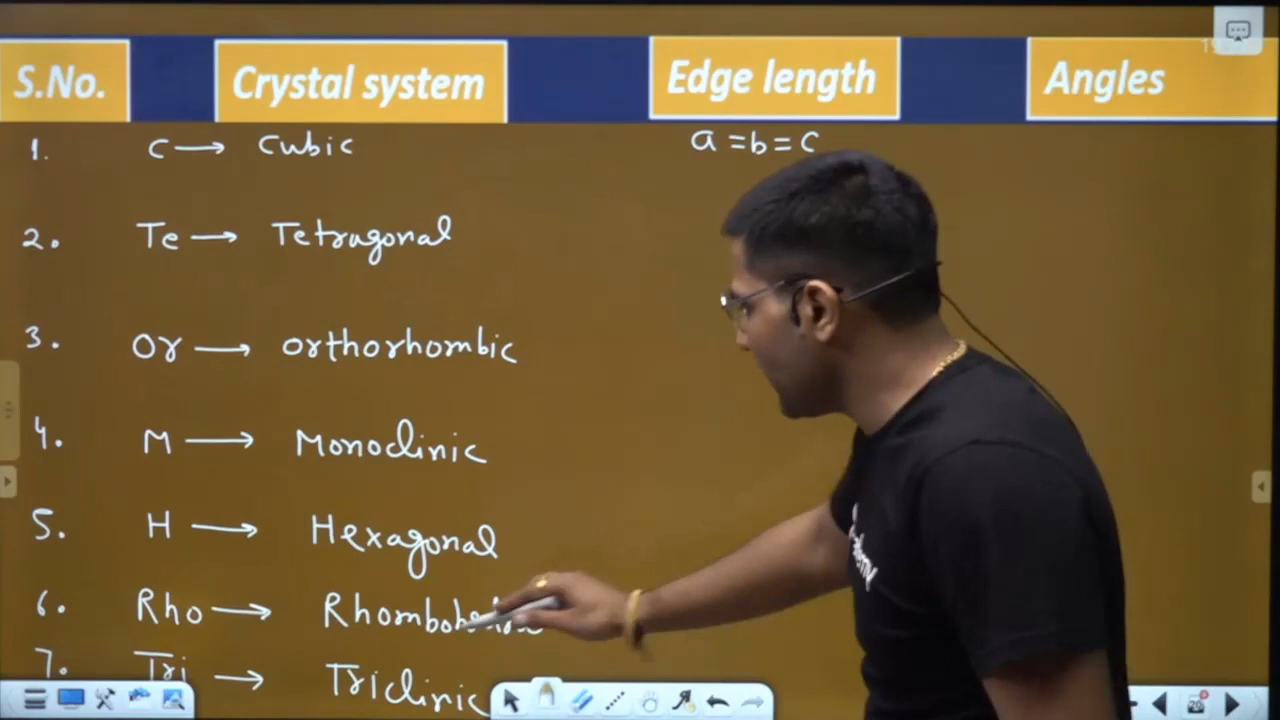 S.No. Crystal system Edge length Angles
1. C → Cubic a = b = c
2. Te → Tetragonal
3. Or → Orthorhombic
4. M → Monoclinic
5. H → Hexagonal
6. Rho →
7. Tri → Triclinic